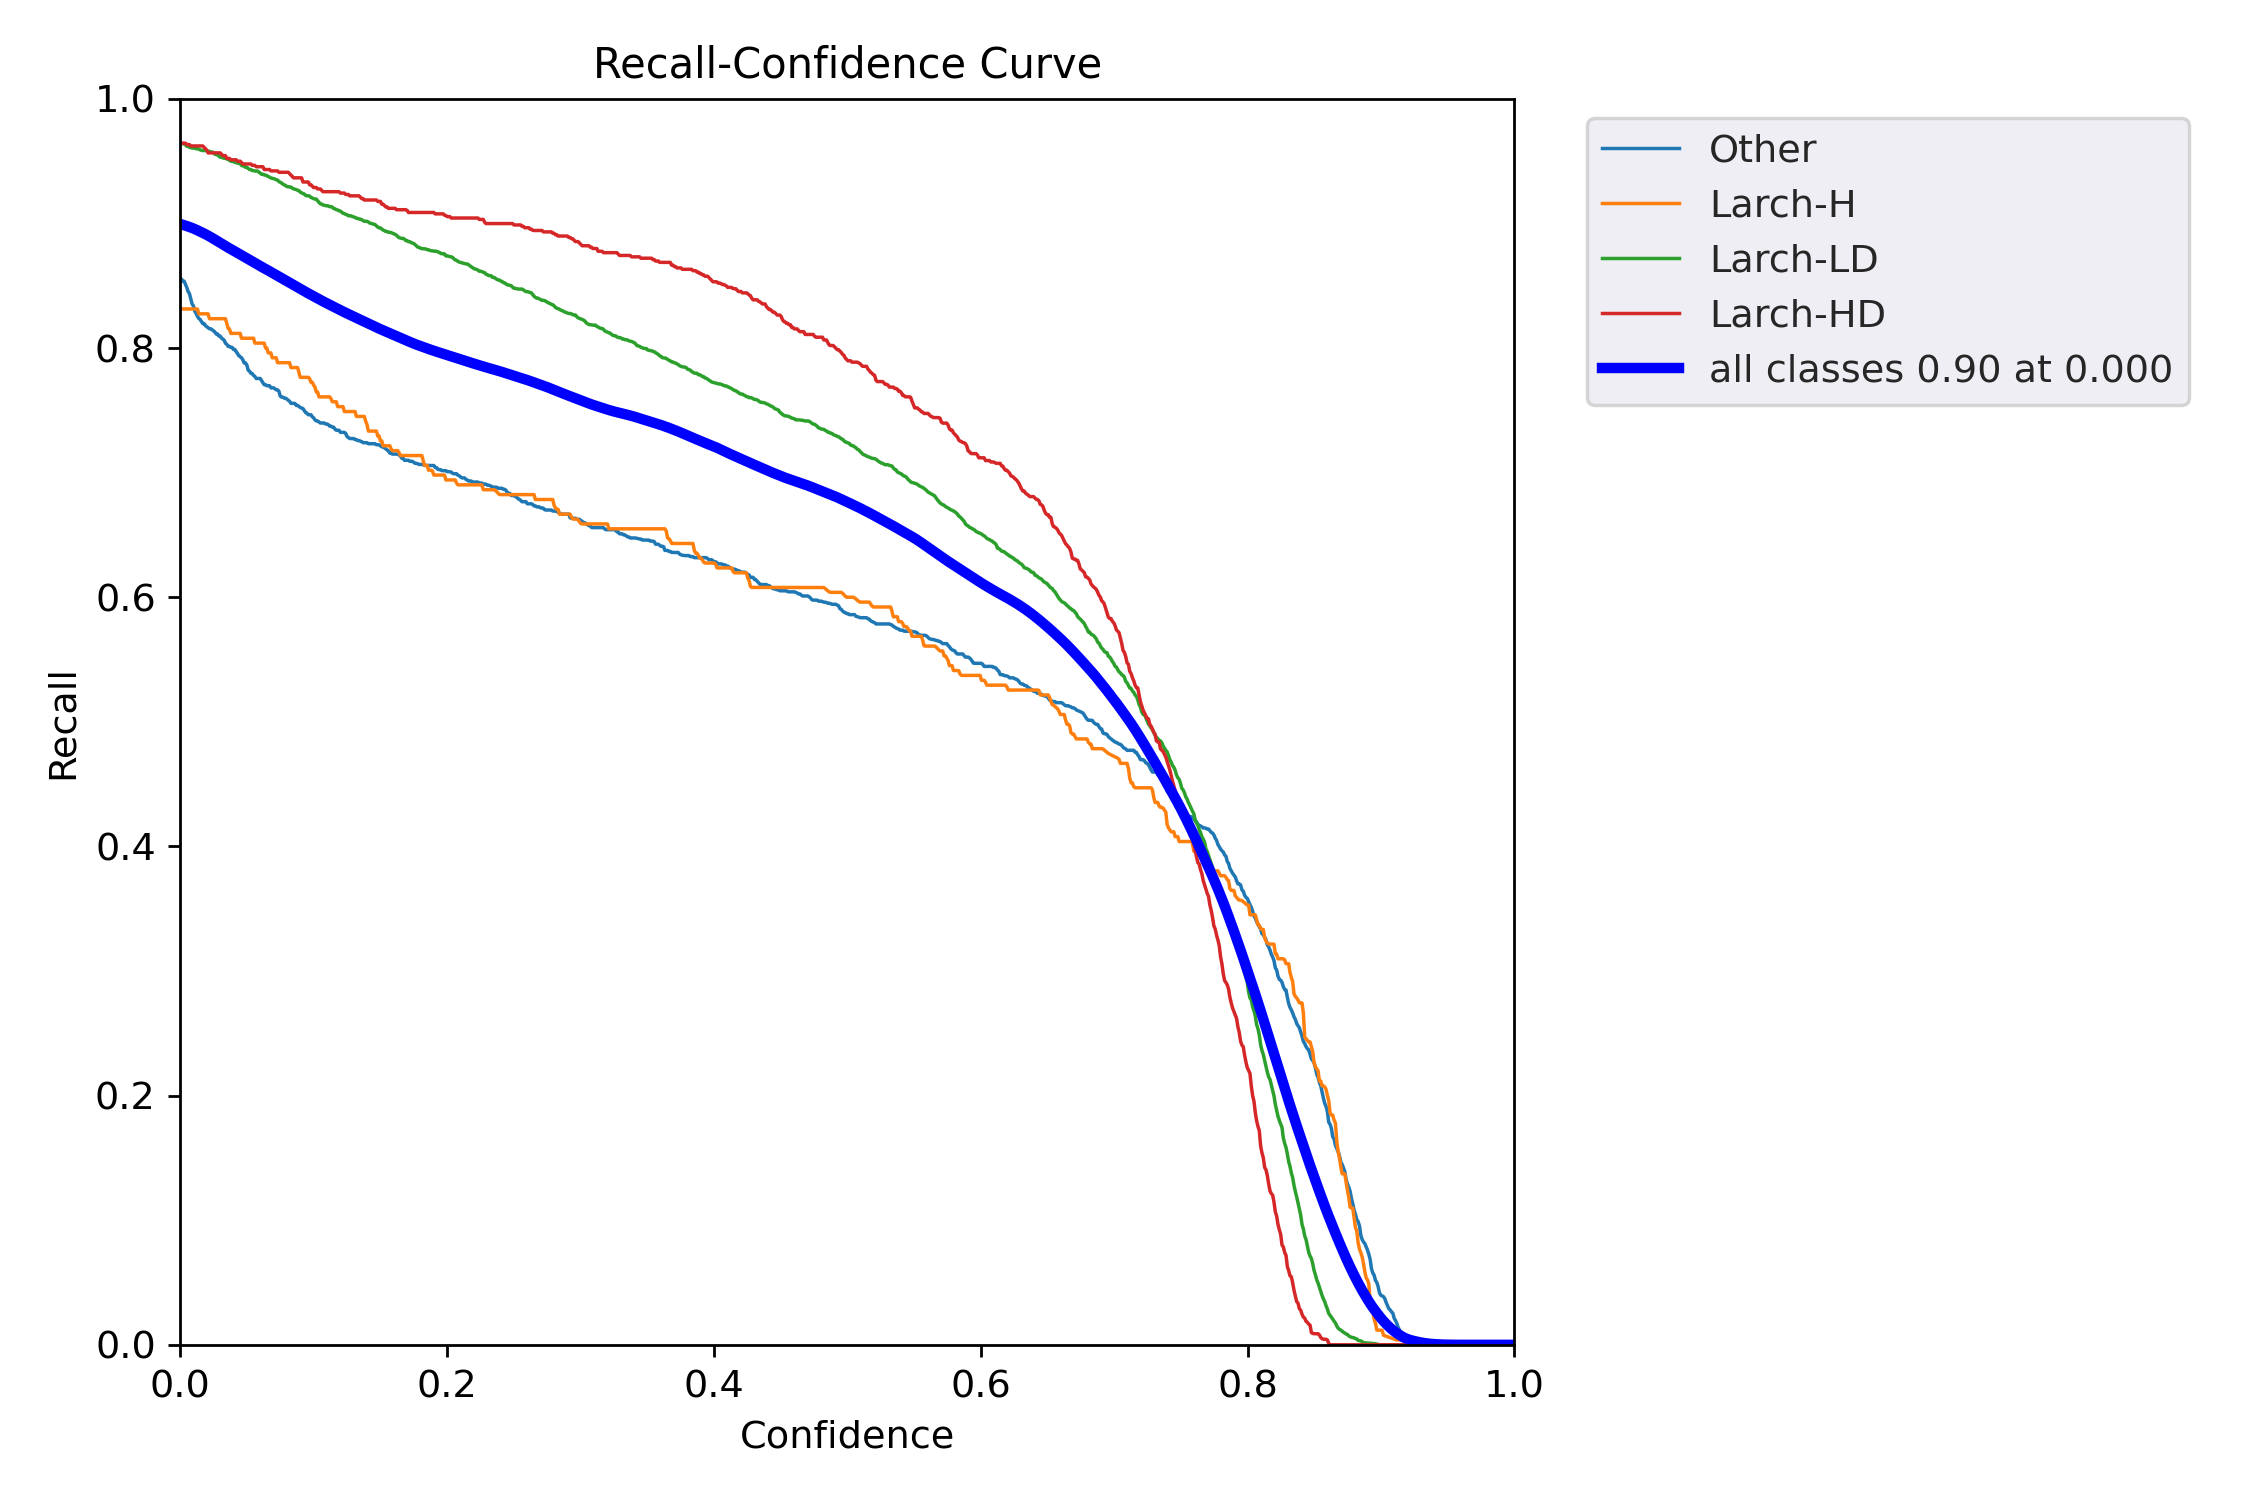 Recall-Confidence Curve
1.0
0.8
0.6
0.4
0.2
0.0
Recall
0.0 0.2 0.4 0.6 0.8 1.0
Confidence
Other
Larch-H
Larch-LD
Larch-HD
all classes 0.90 at 0.000